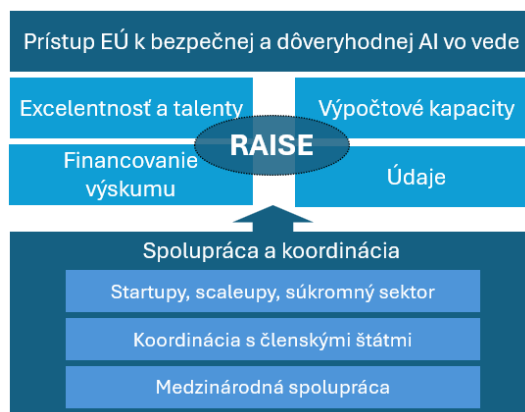 Prístup EÚ k bezpečnej a dôveryhodnej AI vo vede
Excelentnosť a talenty
Výpočtové kapacity
RAISE
Financovanie
výskumu
Údaje
Spolupráca a koordinácia
Startupy, scaleupy, súkromný sektor
Koordinácia s členskými štátmi
Medzinárodná spolupráca